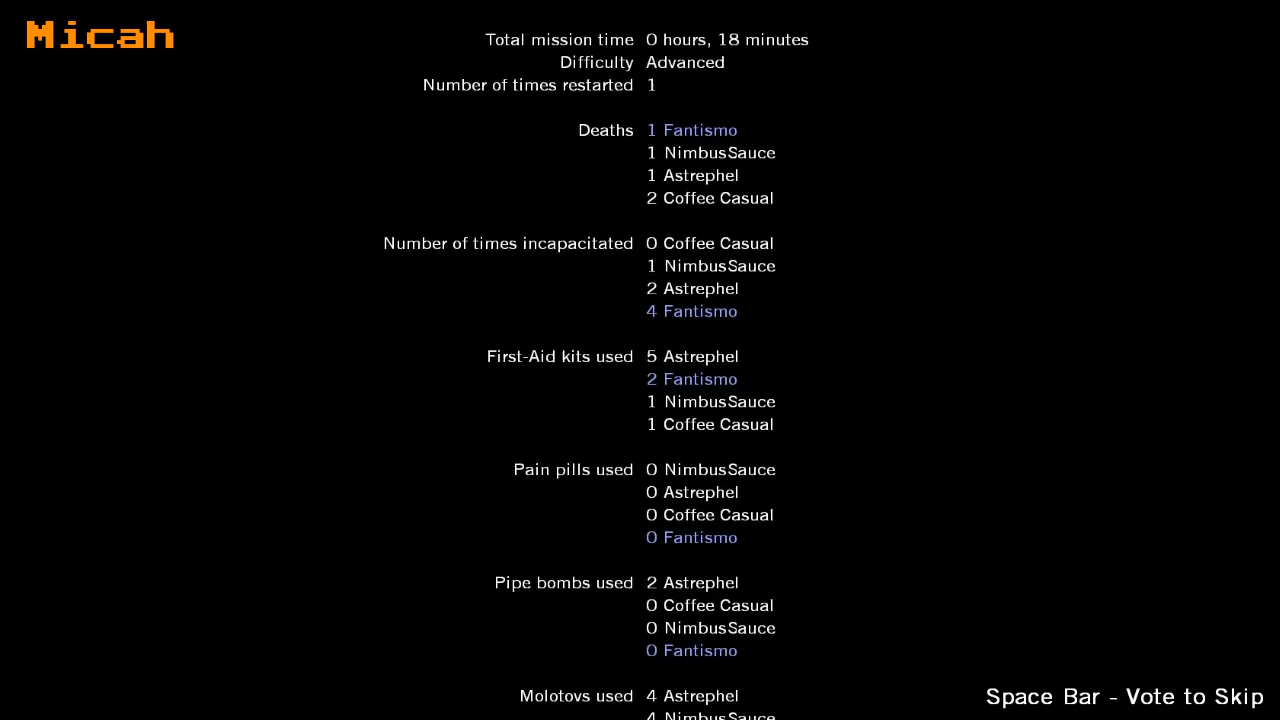 Micah
Total mission time 0 hours, 18 minutes
Difficulty Advanced
Number of times restarted 1
Deaths 1 Fantismo
1 NimbusSauce
1 Astrephel
2 Coffee Casual
Number of times incapacitated 0 Coffee Casual
1 NimbusSauce
2 Astrephel
4 Fantismo
First-Aid kits used 5 Astrephel
2 Fantismo
1 NimbusSauce
1 Coffee Casual
Pain pills used 0 NimbusSauce
0 Astrephel
0 Coffee Casual
0 Fantismo
Pipe bombs used 2 Astrephel
0 Coffee Casual
0 NimbusSauce
0 Fantismo
Molotovs used 4 Astrephel
4 NimbusSauce
Space Bar - Vote to Skip